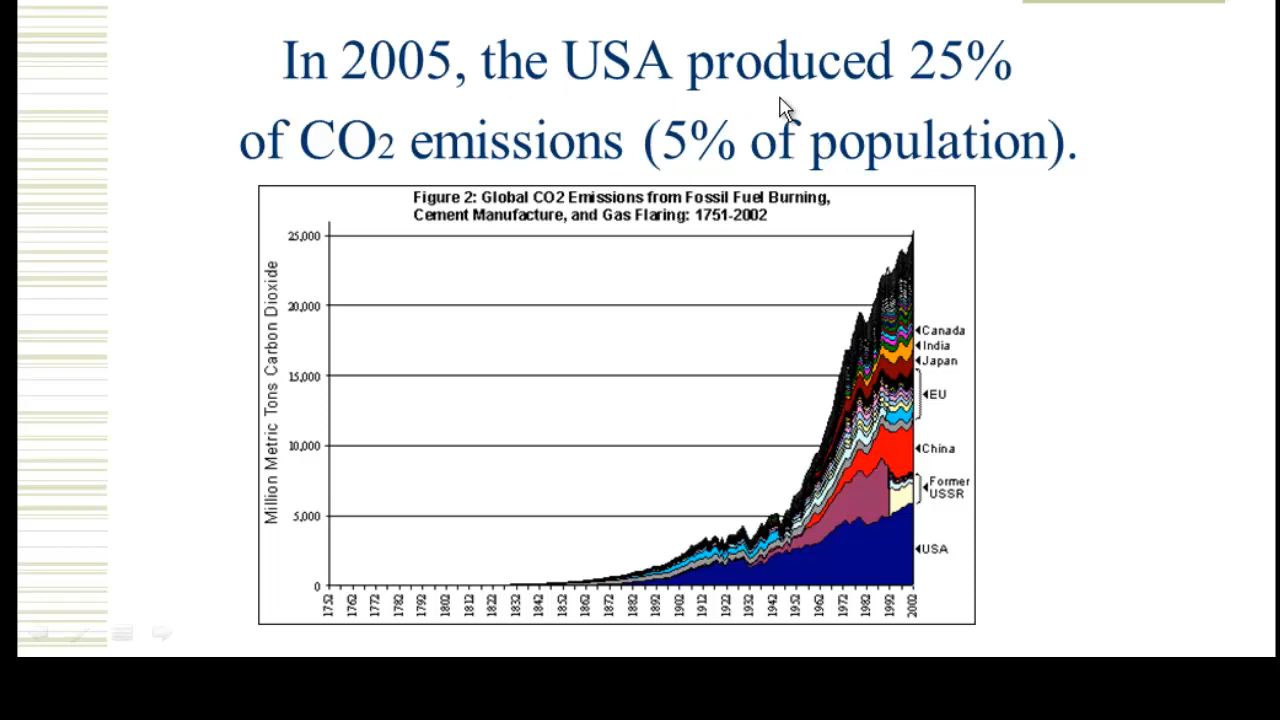 In 2005, the USA produced 25%
of CO2 emissions (5% of population).
Figure 2: Global CO2 Emissions from Fossil Fuel Burning,
Cement Manufacture, and Gas Flaring: 1751-2002
Million Metric Tons Carbon Dioxide
25,000
20,000
15,000
10,000
5,000
0
Canada
India
Japan
EU
China
Former
USSR
USA
1752 1762 1772 1782 1792 1802 1812 1822 1832 1842 1852 1862 1872 1882 1892 1902 1912 1922 1932 1942 1952 1962 1972 1982 1992 2002